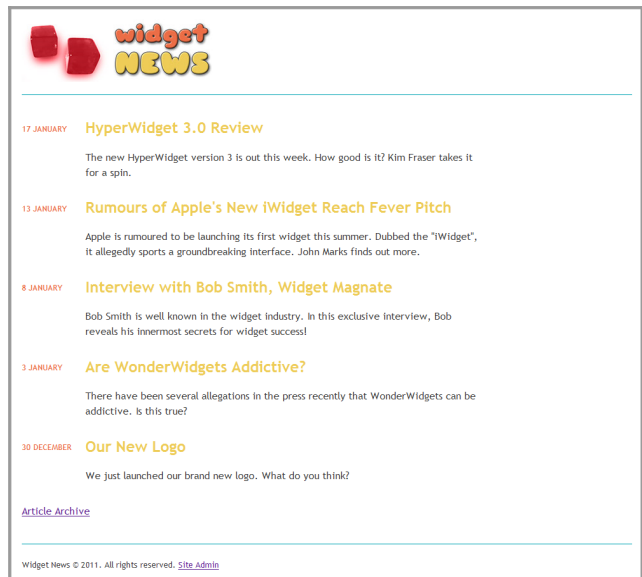 widget
NEWS
17 JANUARY
HyperWidget 3.0 Review
The new HyperWidget version 3 is out this week. How good is it? Kim Fraser takes it
for a spin.
13 JANUARY
Rumours of Apple's New iWidget Reach Fever Pitch
Apple is rumoured to be launching its first widget this summer. Dubbed the "iWidget",
it allegedly sports a groundbreaking interface. John Marks finds out more.
8 JANUARY
Interview with Bob Smith, Widget Magnate
Bob Smith is well known in the widget industry. In this exclusive interview, Bob
reveals his innermost secrets for widget success!
3 JANUARY
Are WonderWidgets Addictive?
There have been several allegations in the press recently that WonderWidgets can be
addictive. Is this true?
30 DECEMBER
Our New Logo
We just launched our brand new logo. What do you think?
Article Archive
Widget News © 2011. All rights reserved. Site Admin